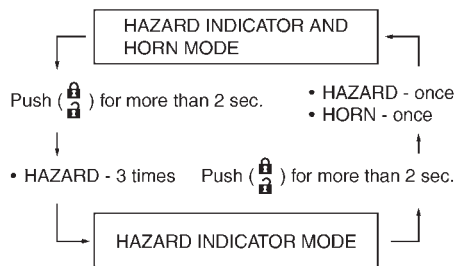 HAZARD INDICATOR AND
HORN MODE
Push ( ) for more than 2 sec.
• HAZARD - once
• HORN - once
• HAZARD - 3 times
Push ( ) for more than 2 sec.
HAZARD INDICATOR MODE